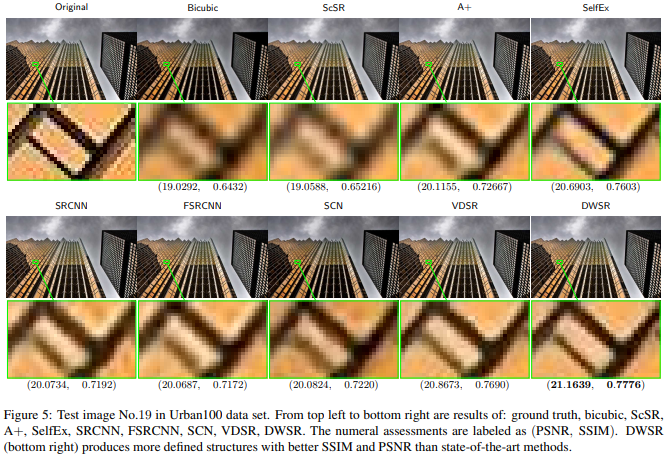 Original Bicubic ScSR A+ SelfEx
(19.0292, 0.6432) (19.0588, 0.65216) (20.1155, 0.72667) (20.6903, 0.7603)
SRCNN FSRCNN SCN VDSR DWSR
(20.0734, 0.7192) (20.0687, 0.7172) (20.0824, 0.7220) (20.8673, 0.7690) (21.1639, 0.7776)
Figure 5: Test image No.19 in Urban100 data set. From top left to bottom right are results of: ground truth, bicubic, ScSR,
A+, SelfEx, SRCNN, FSRCNN, SCN, VDSR, DWSR. The numeral assessments are labeled as (PSNR, SSIM). DWSR
(bottom right) produces more defined structures with better SSIM and PSNR than state-of-the-art methods.